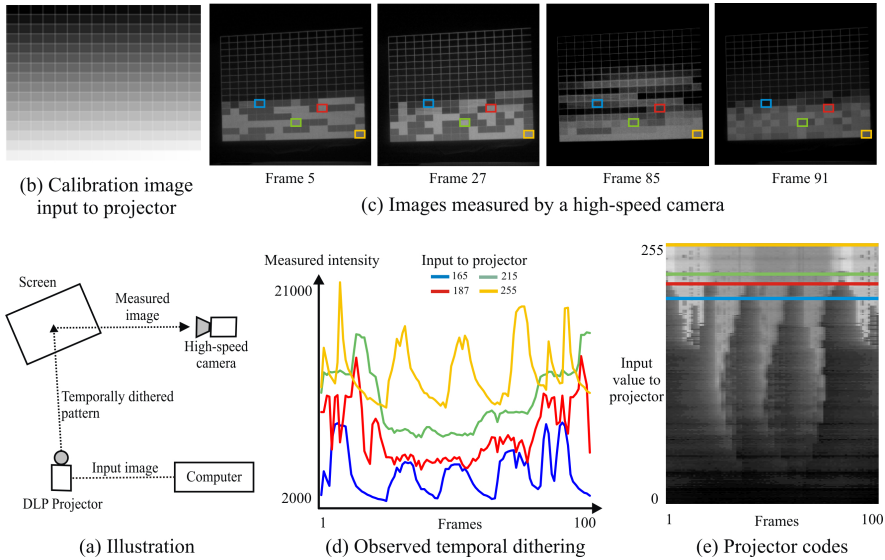 Frame 5
Frame 27
Frame 85
Frame 91
(b) Calibration image
input to projector
(c) Images measured by a high-speed camera
Screen
Measured
image
High-speed
camera
Temporally dithered
pattern
Input image
Computer
DLP Projector
(a) Illustration
Measured intensity
Input to projector
165
215
187
255
21000
2000
1
Frames
100
(d) Observed temporal dithering
255
Input
value to
projector
0
1
Frames
100
(e) Projector codes